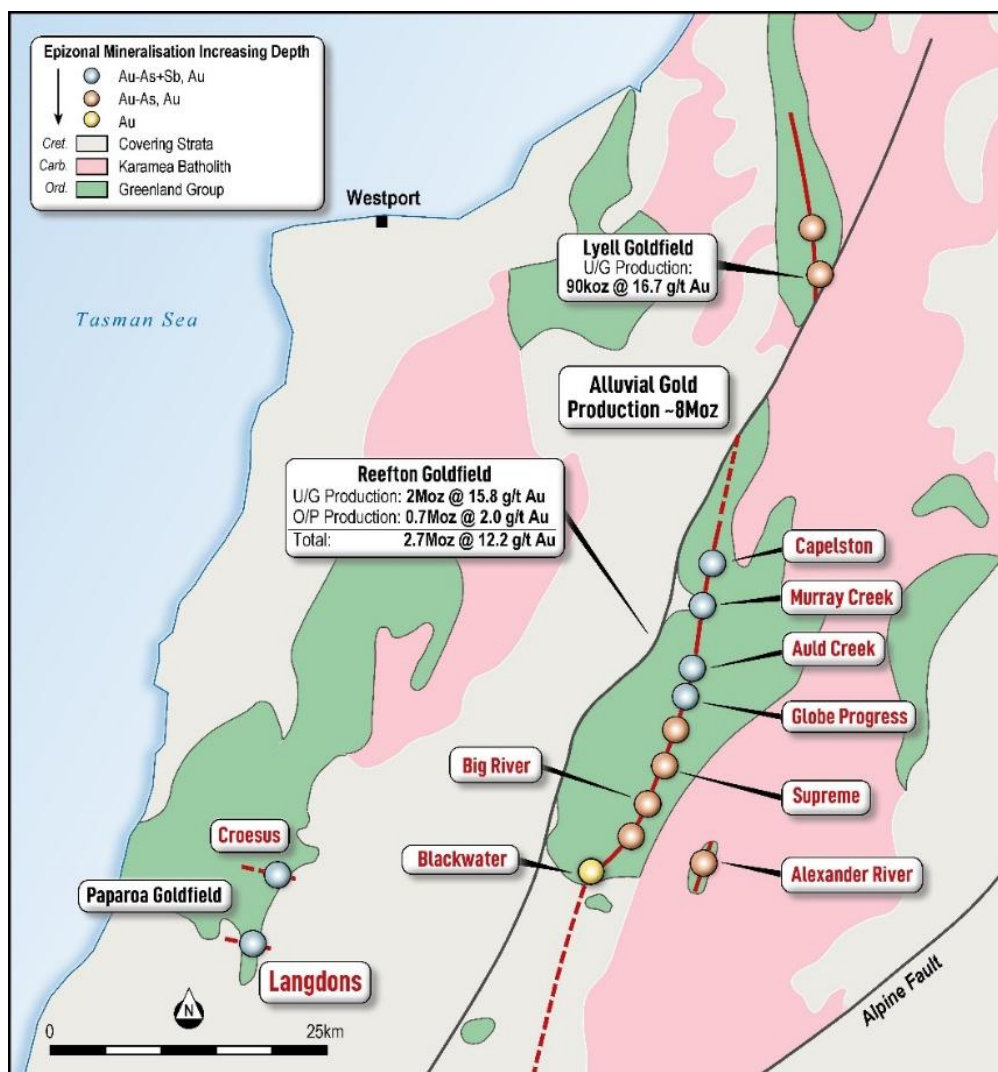 Epizonal Mineralisation Increasing Depth
Au-As+Sb, Au
Au-As, Au
Au
Cret. Covering Strata
Carb. Karamea Batholith
Ord. Greenland Group
Westport
Lyell Goldfield
U/G Production:
90koz @ 16.7 g/t Au
Tasman Sea
Alluvial Gold
Production ~8Moz
Reefton Goldfield
U/G Production: 2Moz @ 15.8 g/t Au
O/P Production: 0.7Moz @ 2.0 g/t Au
Total: 2.7Moz @ 12.2 g/t Au
Capelston
Murray Creek
Auld Creek
Globe Progress
Big River
Supreme
Croesus
Blackwater
Alexander River
Paparoa Goldfield
Langdons
Alpine Fault
N
0 25km